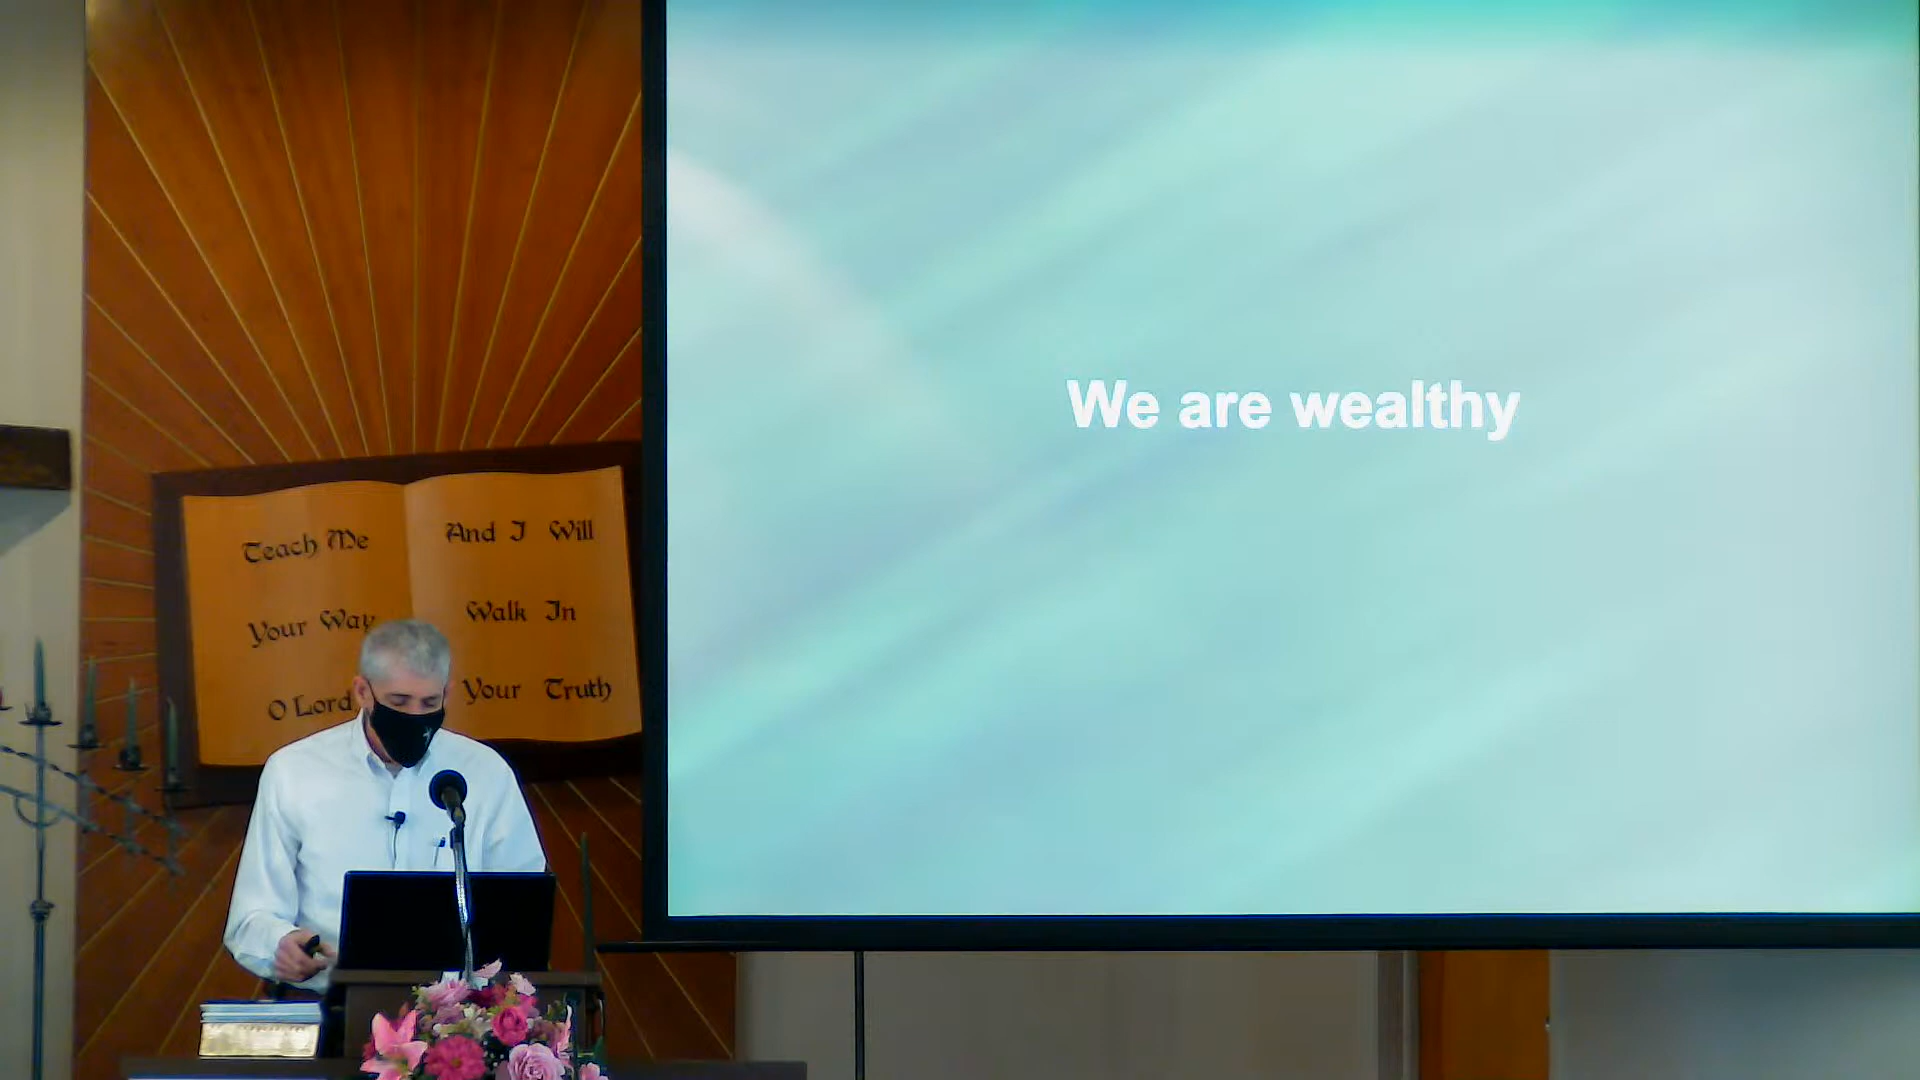 Teach Me
Your Way
O Lord
And I Will
Walk In
Your Truth
We are wealthy